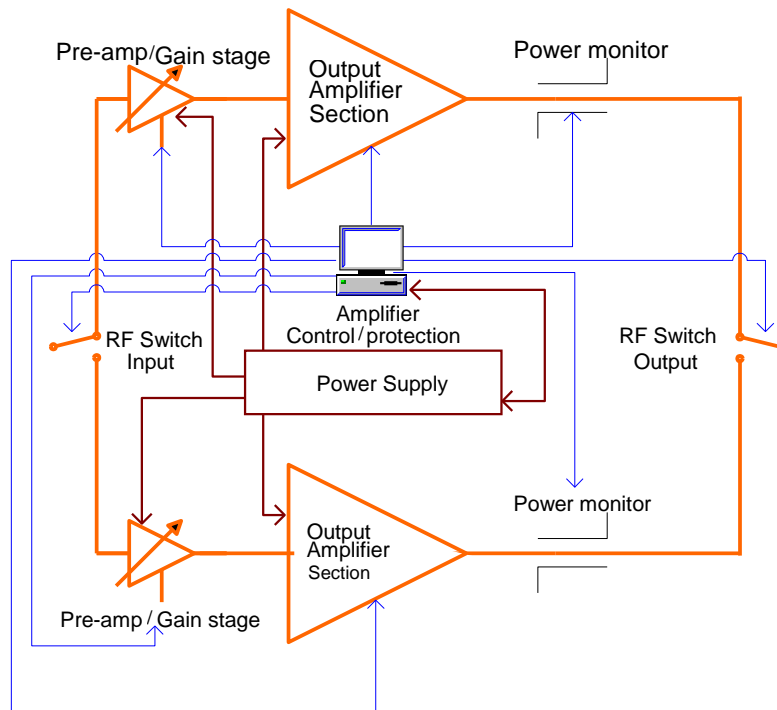 Pre-amp/Gain stage
Output
Amplifier
Section
Power monitor
Amplifier
Control/protection
RF Switch
Input
RF Switch
Output
Power Supply
Power monitor
Output
Amplifier
Section
Pre-amp/Gain stage